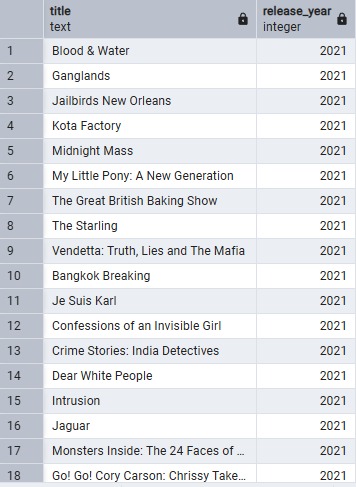 title release_year
text integer
1 Blood & Water 2021
2 Ganglands 2021
3 Jailbirds New Orleans 2021
4 Kota Factory 2021
5 Midnight Mass 2021
6 My Little Pony: A New Generation 2021
7 The Great British Baking Show 2021
8 The Starling 2021
9 Vendetta: Truth, Lies and The Mafia 2021
10 Bangkok Breaking 2021
11 Je Suis Karl 2021
12 Confessions of an Invisible Girl 2021
13 Crime Stories: India Detectives 2021
14 Dear White People 2021
15 Intrusion 2021
16 Jaguar 2021
17 Monsters Inside: The 24 Faces of ... 2021
18 Go! Go! Cory Carson: Chrissy Take... 2021